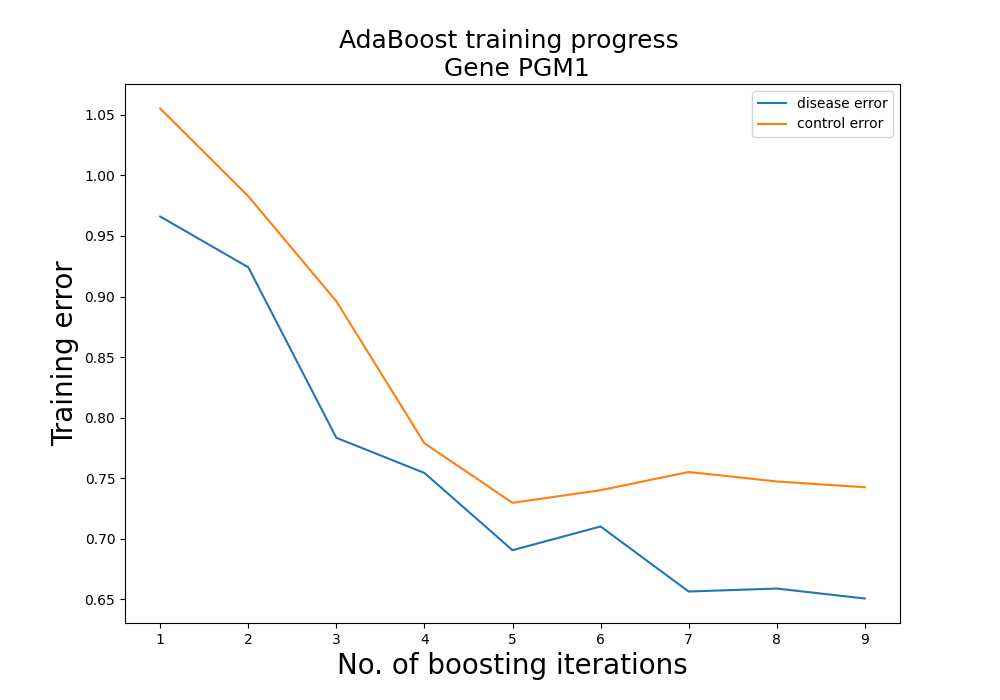 AdaBoost training progress
Gene PGM1
disease error
control error
Training error
1.05
1.00
0.95
0.90
0.85
0.80
0.75
0.70
0.65
1 2 3 4 5 6 7 8 9
No. of boosting iterations